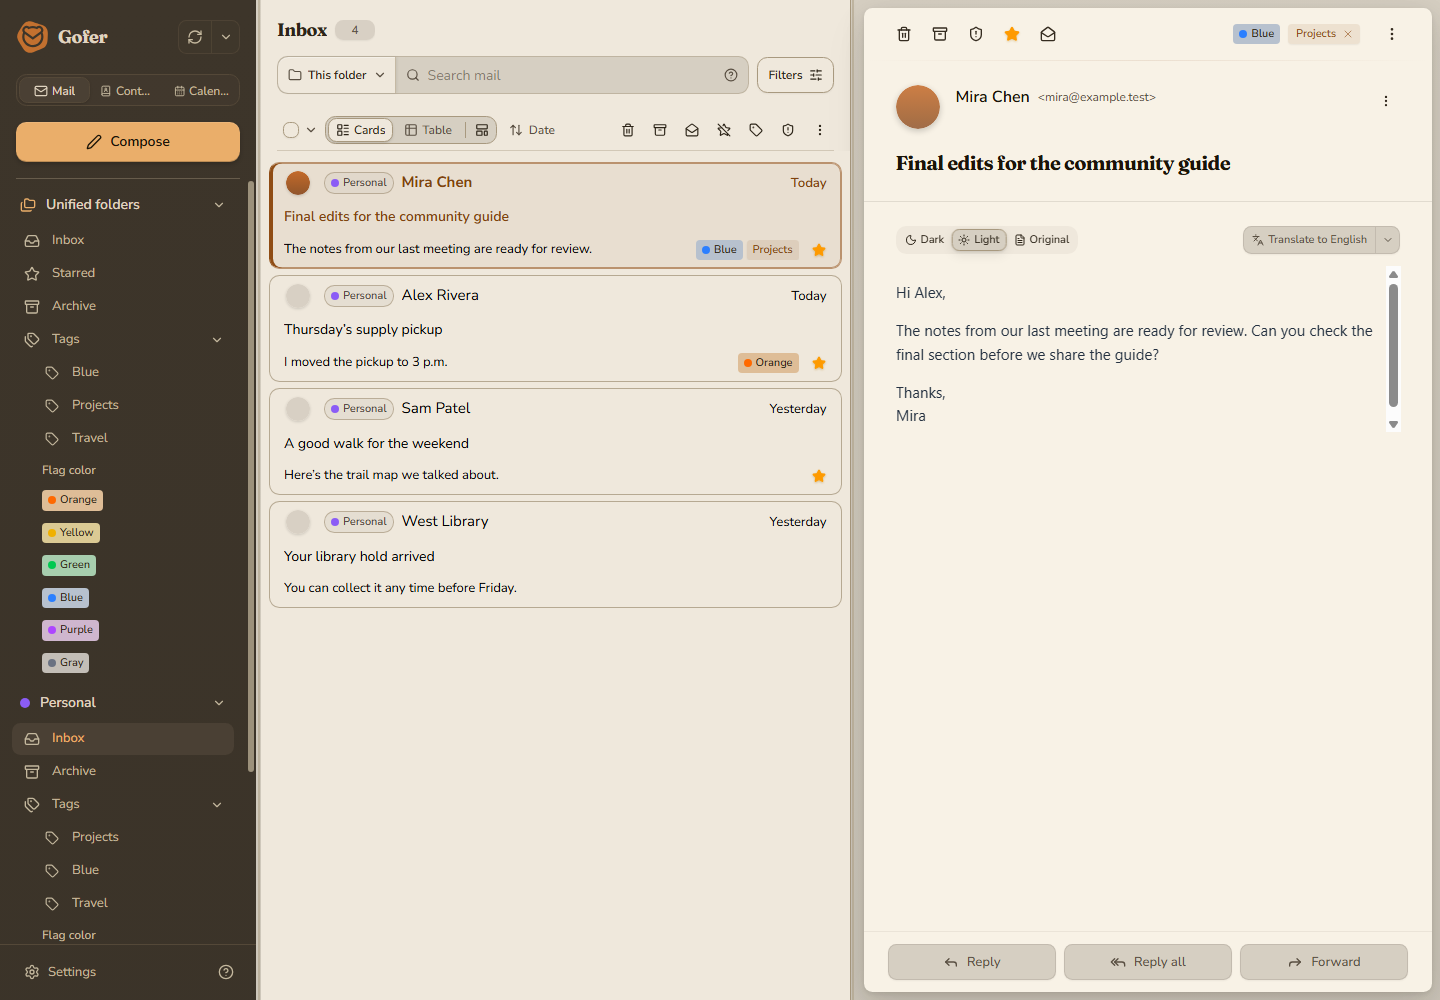 Gofer
Mail
Cont...
Calen...
Compose
Unified folders
Inbox
Starred
Archive
Tags
Blue
Projects
Travel
Flag color
Orange
Yellow
Green
Blue
Purple
Gray
Personal
Inbox
Archive
Tags
Projects
Blue
Travel
Flag color
Settings
Inbox 4
This folder
Search mail
Filters
Cards
Table
Date
Personal Mira Chen Today
Final edits for the community guide
The notes from our last meeting are ready for review. Blue Projects
Personal Alex Rivera Today
Thursday’s supply pickup
I moved the pickup to 3 p.m. Orange
Personal Sam Patel Yesterday
A good walk for the weekend
Here’s the trail map we talked about.
Personal West Library Yesterday
Your library hold arrived
You can collect it any time before Friday.
Blue Projects
Mira Chen <mira@example.test>
Final edits for the community guide
Dark Light Original
Translate to English
Hi Alex,
The notes from our last meeting are ready for review. Can you check the
final section before we share the guide?
Thanks,
Mira
Reply
Reply all
Forward